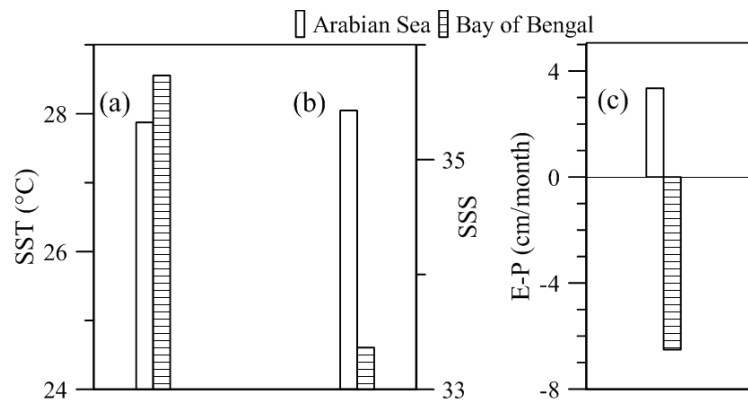 Arabian Sea Bay of Bengal
(a) (b) (c)
SST (°C)
28
26
24
SSS
35
33
E-P (cm/month)
4
0
-4
-8